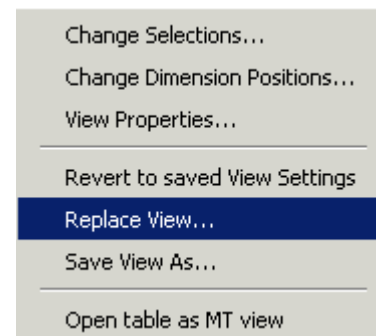 Change Selections...
Change Dimension Positions...
View Properties...
Revert to saved View Settings
Replace View...
Save View As...
Open table as MT view